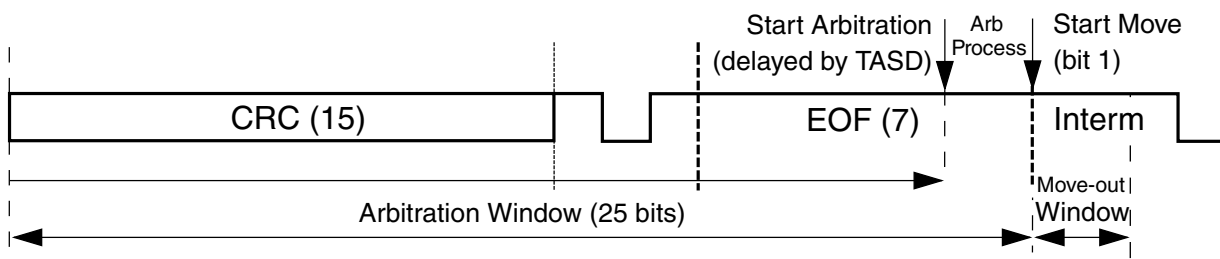 Start Arbitration
(delayed by TASD)
Arb
Process
Start Move
(bit 1)
CRC (15)
EOF (7)
Interm
Arbitration Window (25 bits)
Move-out
Window